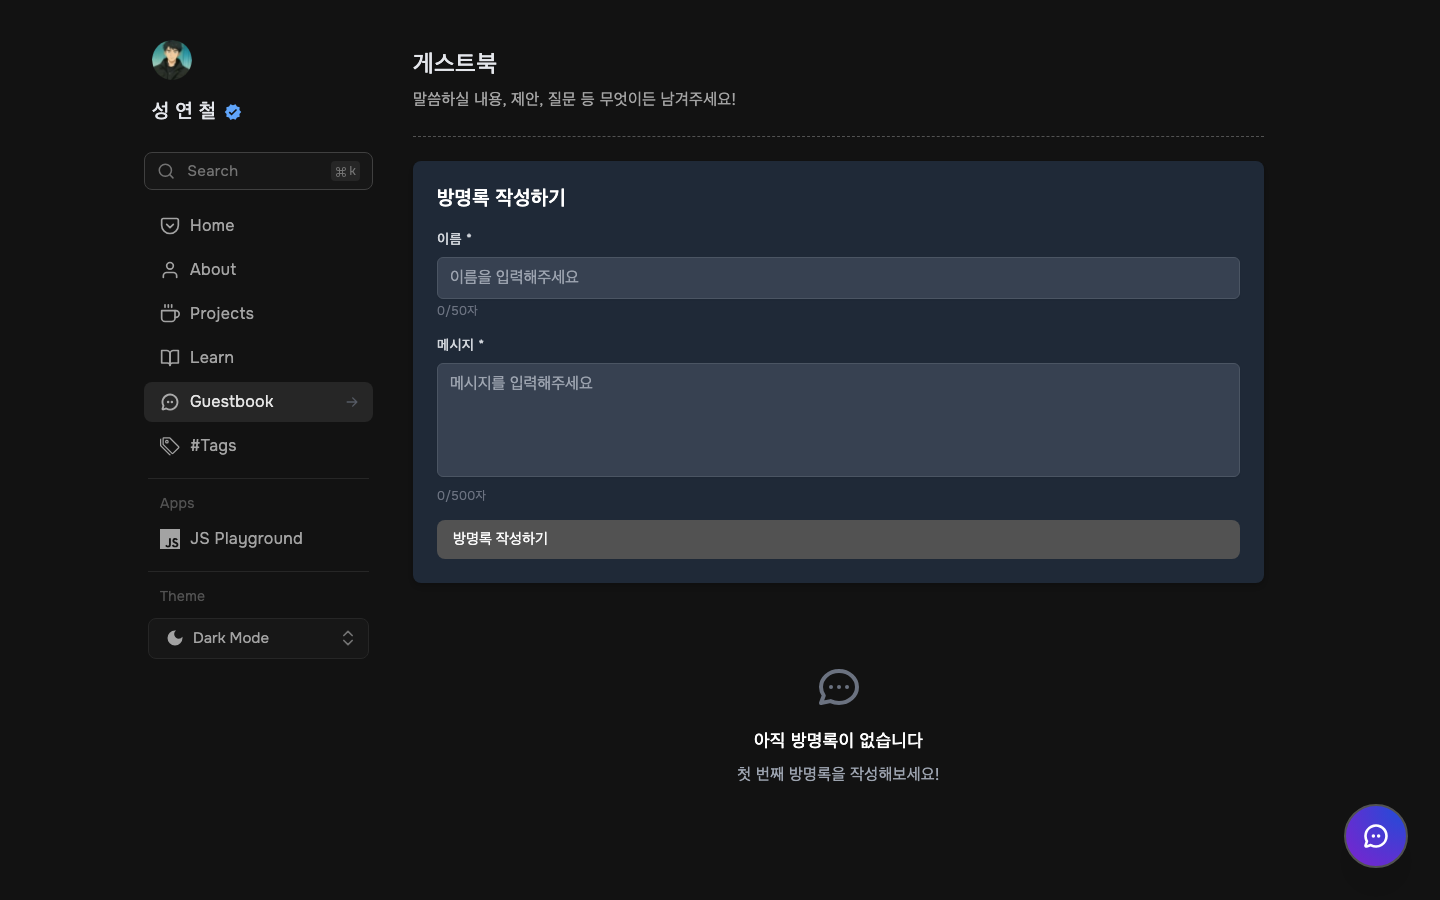 성 연 철
Search
⌘ k
Home
About
Projects
Learn
Guestbook
#Tags
Apps
JS
JS Playground
Theme
Dark Mode
게스트북
말씀하실 내용, 제안, 질문 등 무엇이든 남겨주세요!
방명록 작성하기
이름 *
이름을 입력해주세요
0/50자
메시지 *
메시지를 입력해주세요
0/500자
방명록 작성하기
아직 방명록이 없습니다
첫 번째 방명록을 작성해보세요!